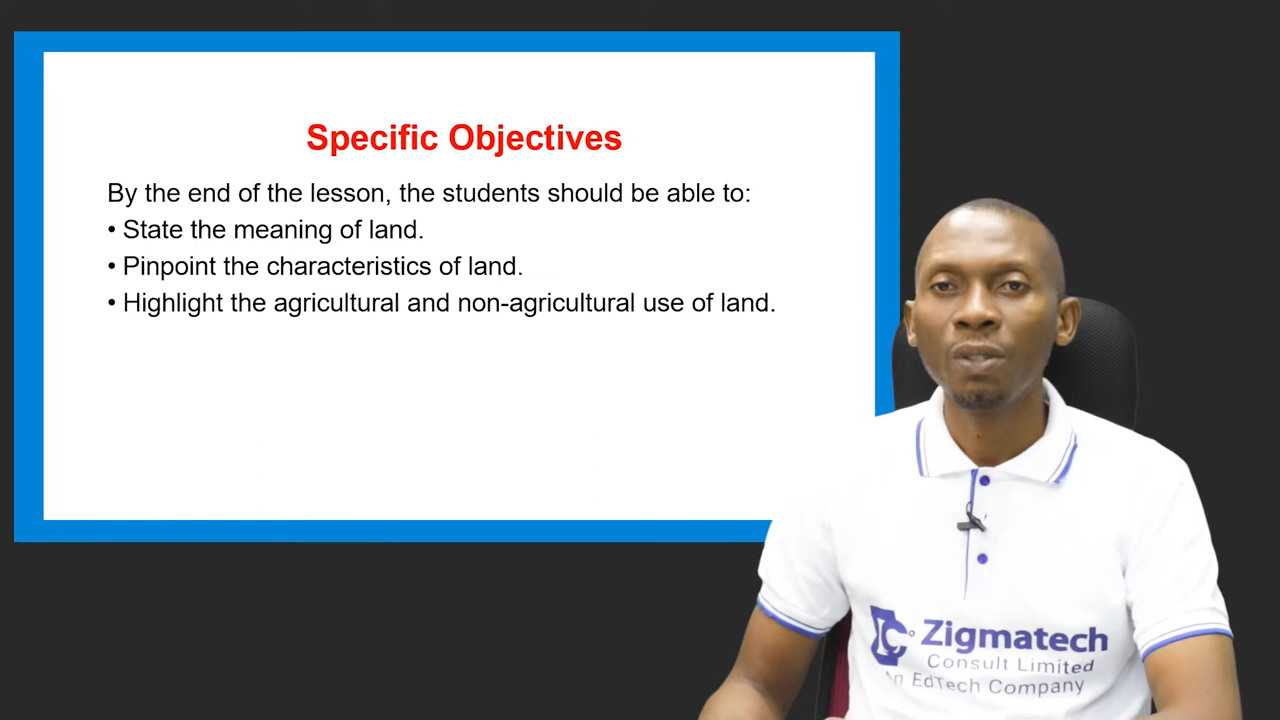 Specific Objectives
By the end of the lesson, the students should be able to:
• State the meaning of land.
• Pinpoint the characteristics of land.
• Highlight the agricultural and non-agricultural use of land.
Zigmatech
Consult Limited
An EdTech Company